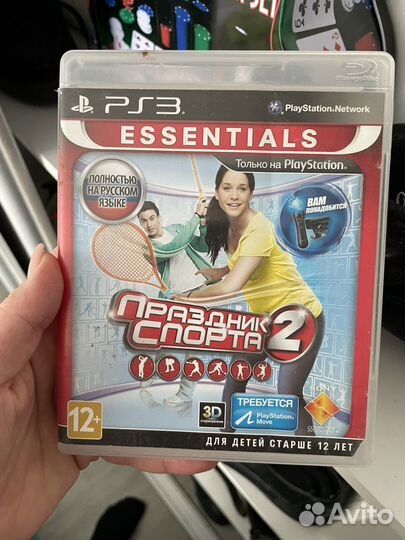 PS3
PlayStation®Network
ESSENTIALS
Только на PlayStation®
ПОЛНОСТЬЮ
НА РУССКОМ
ЯЗЫКЕ
ВАМ
ПОНАДОБИТСЯ
ПРАЗДНИК
СПОРТА 2
12+
3D
ТРЕБУЕТСЯ
PlayStation®
Move
SONY
ДЛЯ ДЕТЕЙ СТАРШЕ 12 ЛЕТ
Avito